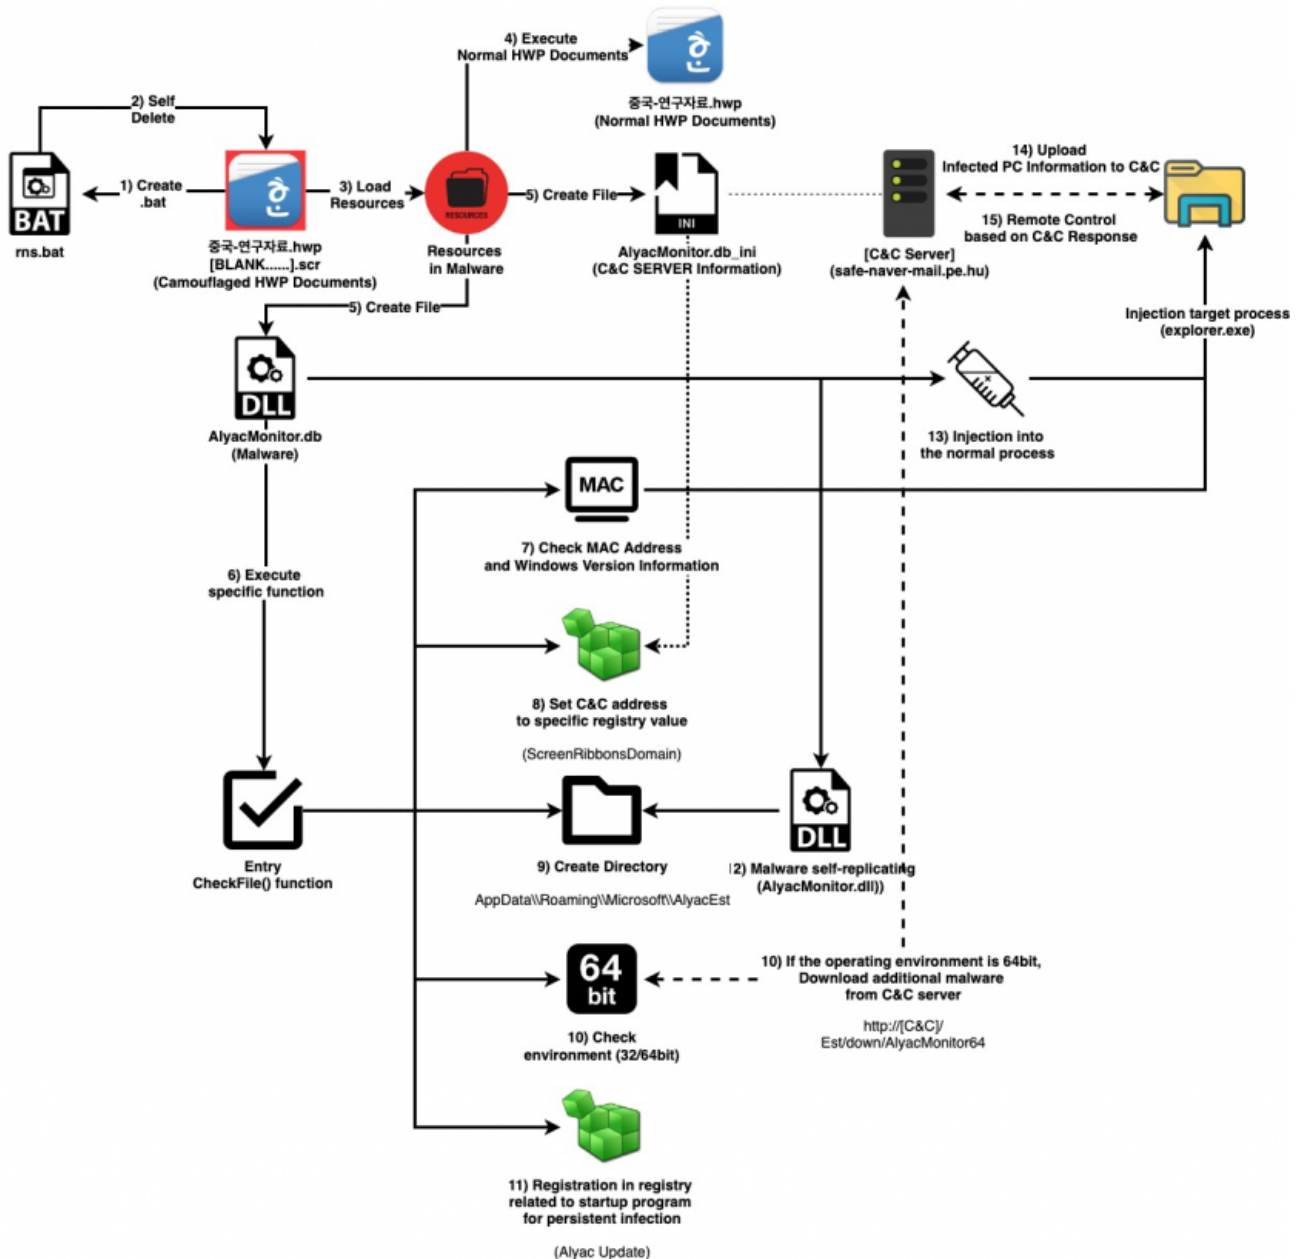 4) Execute
Normal HWP Documents
중국-연구자료.hwp
(Normal HWP Documents)
2) Self
Delete
BAT
rns.bat
1) Create
.bat
중국-연구자료.hwp
[BLANK......].scr
(Camouflaged HWP Documents)
3) Load
Resources
RESOURCES
Resources
in Malware
5) Create File
INI
AlyacMonitor.db_ini
(C&C SERVER Information)
[C&C Server]
(safe-naver-mail.pe.hu)
14) Upload
Infected PC Information to C&C
15) Remote Control
based on C&C Response
5) Create File
DLL
AlyacMonitor.db
(Malware)
Injection target process
(explorer.exe)
13) Injection into
the normal process
MAC
7) Check MAC Address
and Windows Version Information
6) Execute
specific function
8) Set C&C address
to specific registry value
(ScreenRibbonsDomain)
Entry
CheckFile() function
9) Create Directory
AppData\\Roaming\\Microsoft\\AlyacEst
DLL
12) Malware self-replicating
(AlyacMonitor.dll))
64
bit
10) Check
environment (32/64bit)
10) If the operating environment is 64bit,
Download additional malware
from C&C server
http://[C&C]/
Est/down/AlyacMonitor64
11) Registration in registry
related to startup program
for persistent infection
(Alyac Update)